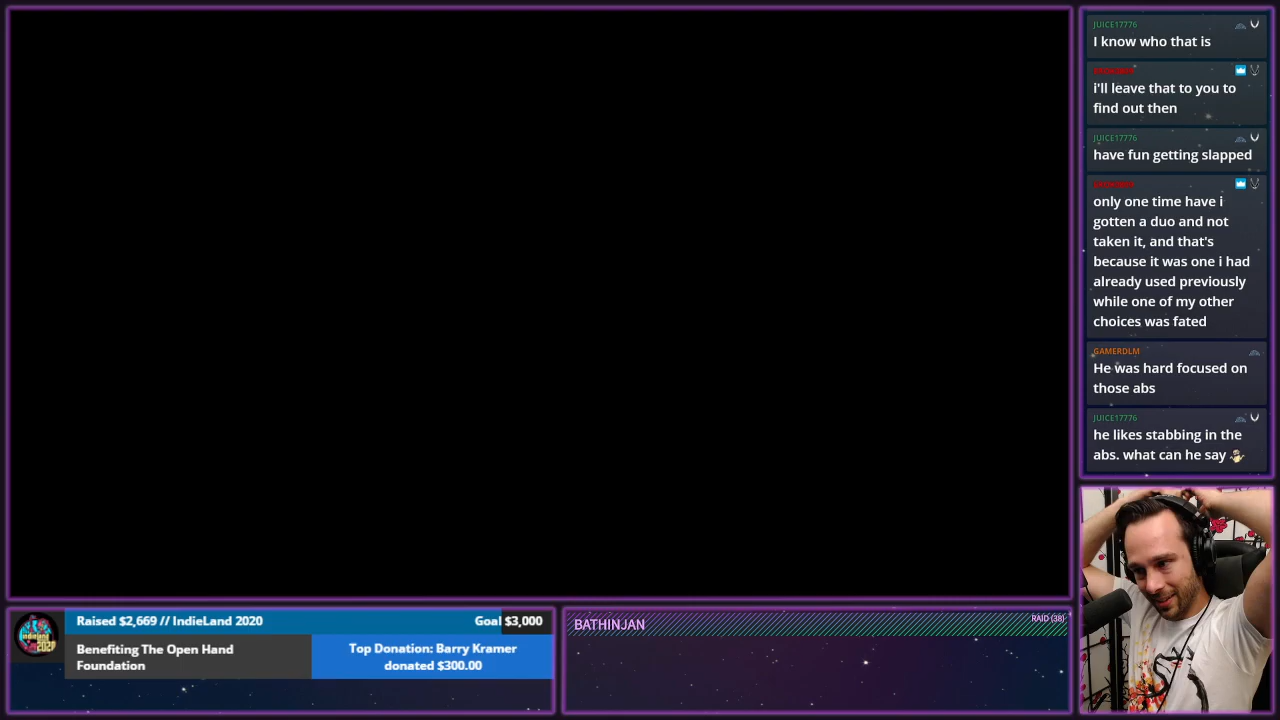 JUICE17776
I know who that is
i'll leave that to you to
find out then
JUICE17776
have fun getting slapped
only one time have i
gotten a duo and not
taken it, and that's
because it was one i had
already used previously
while one of my other
choices was fated
GAMERDLM
He was hard focused on
those abs
JUICE17776
he likes stabbing in the
abs. what can he say
Raised $2,669 // IndieLand 2020
Goal $3,000
Benefiting The Open Hand
Foundation
Top Donation: Barry Kramer
donated $300.00
BATHINJAN
RAID (38)